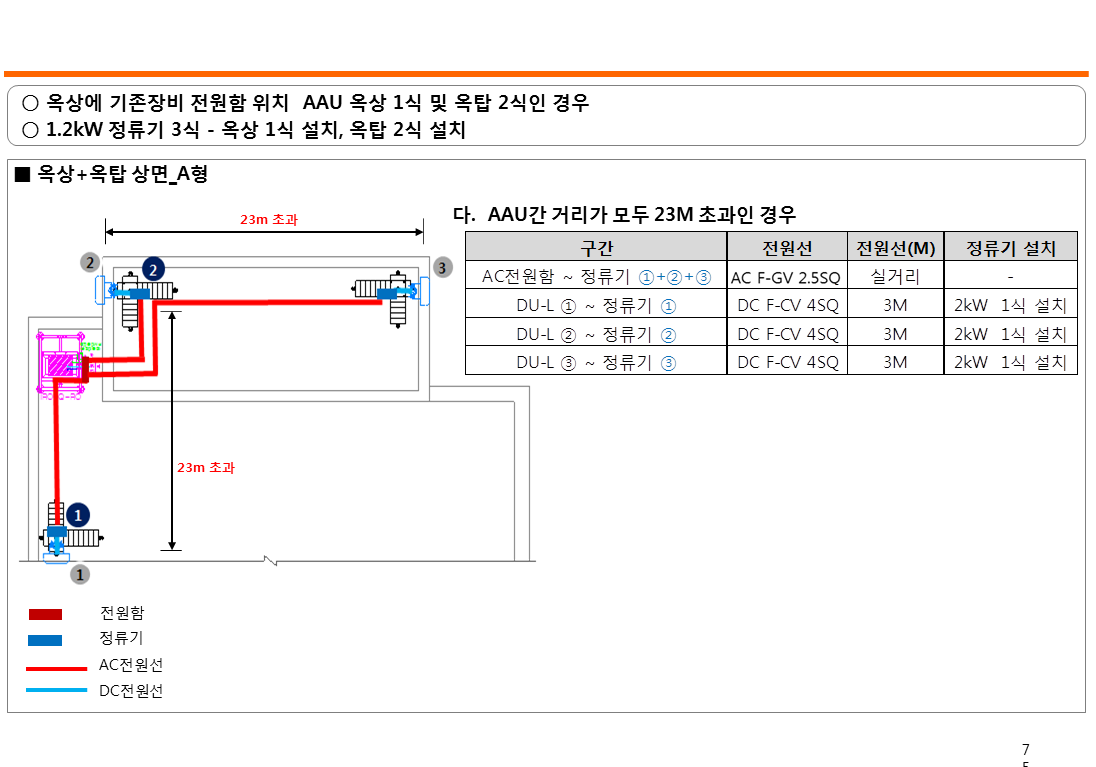 ○ 옥상에 기존장비 전원함 위치 AAU 옥상 1식 및 옥탑 2식인 경우
○ 1.2kW 정류기 3식 - 옥상 1식 설치, 옥탑 2식 설치
■ 옥상+옥탑 상면_A형
다. AAU간 거리가 모두 23M 초과인 경우
구간 전원선 전원선(M) 정류기 설치
AC전원함 ~ 정류기 ①+②+③ AC F-GV 2.5SQ 실거리 -
DU-L ① ~ 정류기 ① DC F-CV 4SQ 3M 2kW 1식 설치
DU-L ② ~ 정류기 ② DC F-CV 4SQ 3M 2kW 1식 설치
DU-L ③ ~ 정류기 ③ DC F-CV 4SQ 3M 2kW 1식 설치
23m 초과
2
2
3
23m 초과
1
1
전원함
정류기
AC전원선
DC전원선
7